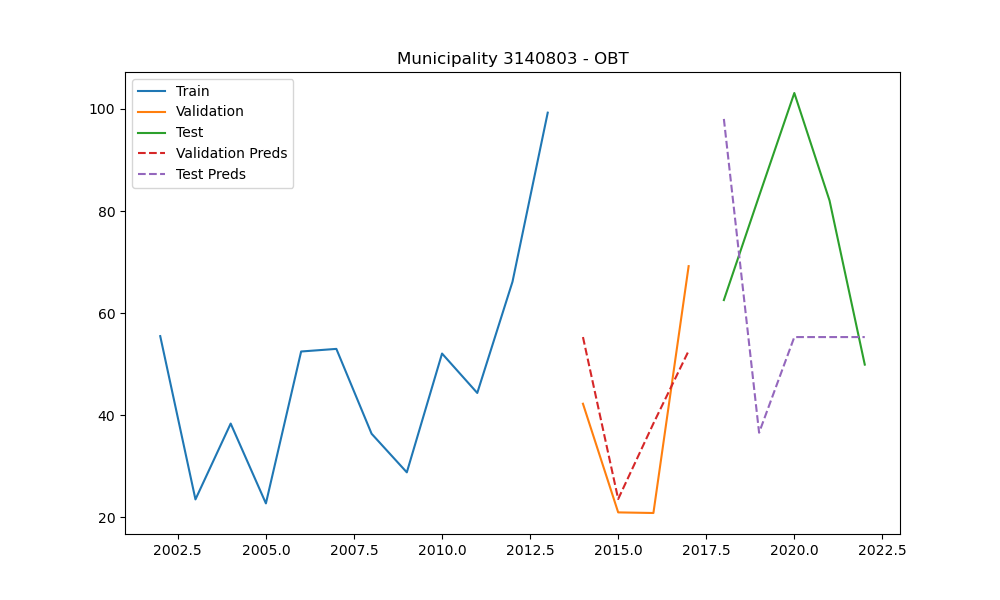 Municipality 3140803 - OBT
Train
Validation
Test
Validation Preds
Test Preds
100
80
60
40
20
2002.5 2005.0 2007.5 2010.0 2012.5 2015.0 2017.5 2020.0 2022.5